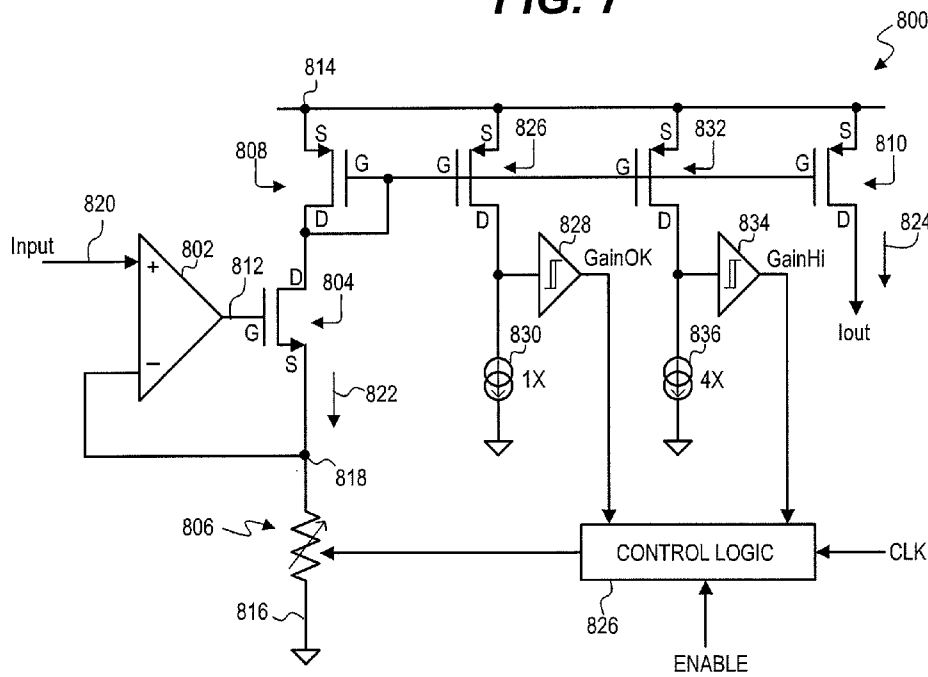 FIG. 7
800
814
S
S
S
S
808
G
G
826
G
832
G
810
D
D
D
D
820
Input
802
+
812
D
804
G
S
−
828
GainOK
834
GainHi
824
Iout
830
1X
836
4X
822
818
806
CONTROL LOGIC
CLK
816
826
ENABLE